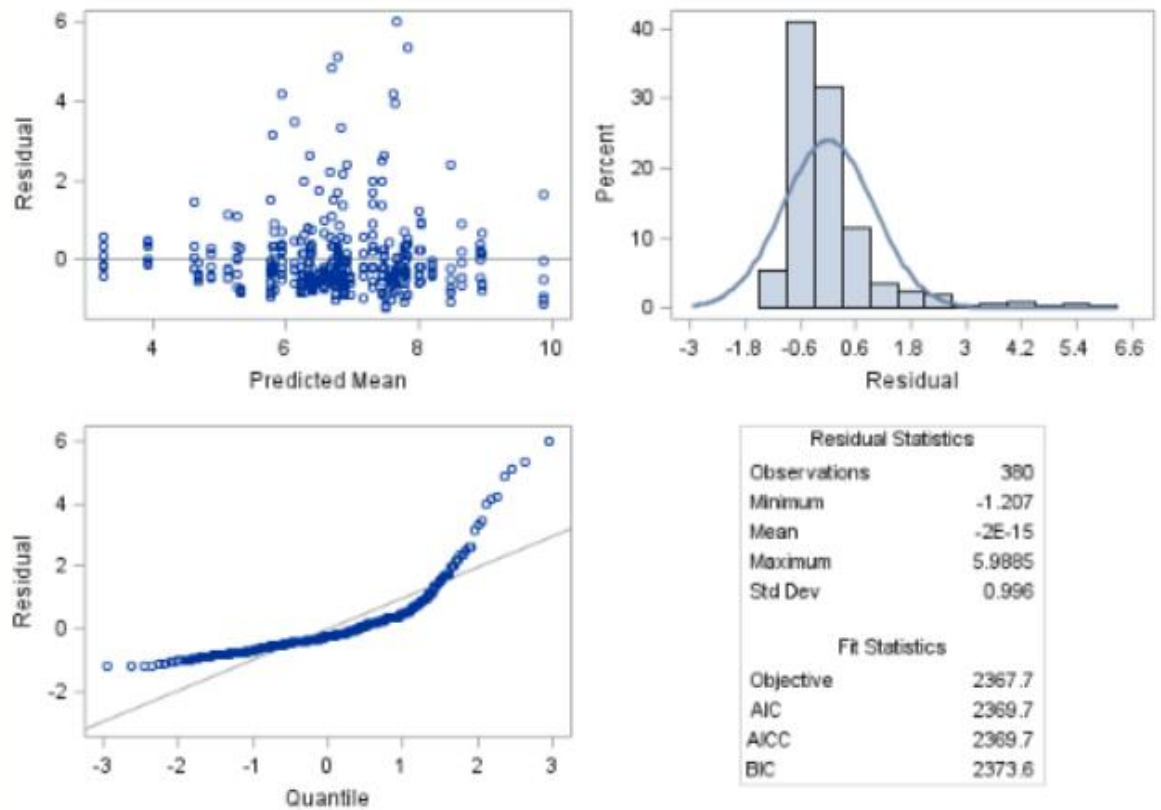 6
4
2
0
Residual
4 6 8 10
Predicted Mean
40
30
20
10
0
Percent
-3 -1.8 -0.6 0.6 1.8 3 4.2 5.4 6.6
Residual
6
4
2
0
-2
Residual
-3 -2 -1 0 1 2 3
Quantile
Residual Statistics
Observations 380
Minimum -1.207
Mean -2E-15
Maximum 5.9885
Std Dev 0.996
Fit Statistics
Objective 2367.7
AIC 2369.7
AICC 2369.7
BIC 2373.6